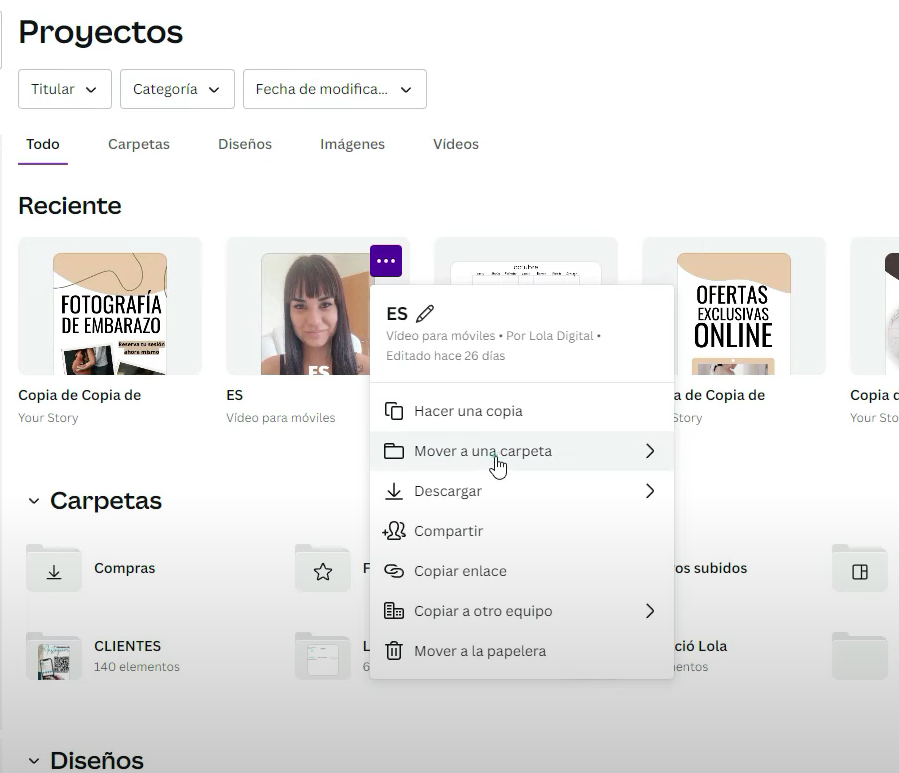 Proyectos
Titular
Categoría
Fecha de modifica...
Todo
Carpetas
Diseños
Imágenes
Vídeos
Reciente
FOTOGRAFÍA
DE EMBARAZO
Reserva tu sesión
ahora mismo
ES
octubre
OFERTAS
EXCLUSIVAS
ONLINE
Copia de Copia de
Your Story
ES
Vídeo para móviles
a de Copia de
Story
Copia d
Your Sto
ES
Vídeo para móviles • Por Lola Digital •
Editado hace 26 días
Hacer una copia
Mover a una carpeta
Descargar
Compartir
Copiar enlace
Copiar a otro equipo
Mover a la papelera
Carpetas
Compras
F
os subidos
CLIENTES
140 elementos
L
6
ció Lola
entos
Diseños